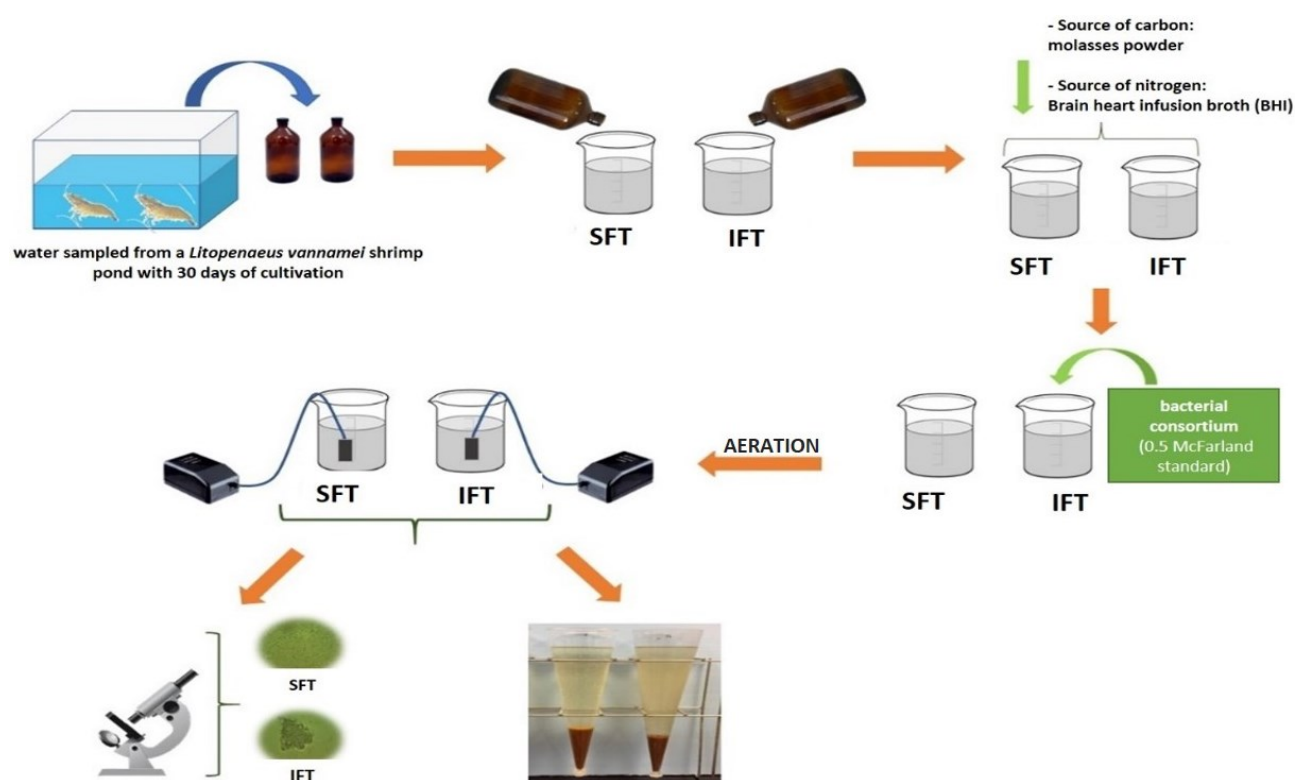 - Source of carbon:
molasses powder
- Source of nitrogen:
Brain heart infusion broth (BHI)
SFT
IFT
water sampled from a Litopenaeus vannamei shrimp
pond with 30 days of cultivation
SFT
IFT
bacterial
consortium
(0.5 McFarland
standard)
SFT
IFT
AERATION
SFT
IFT
SFT
IFT